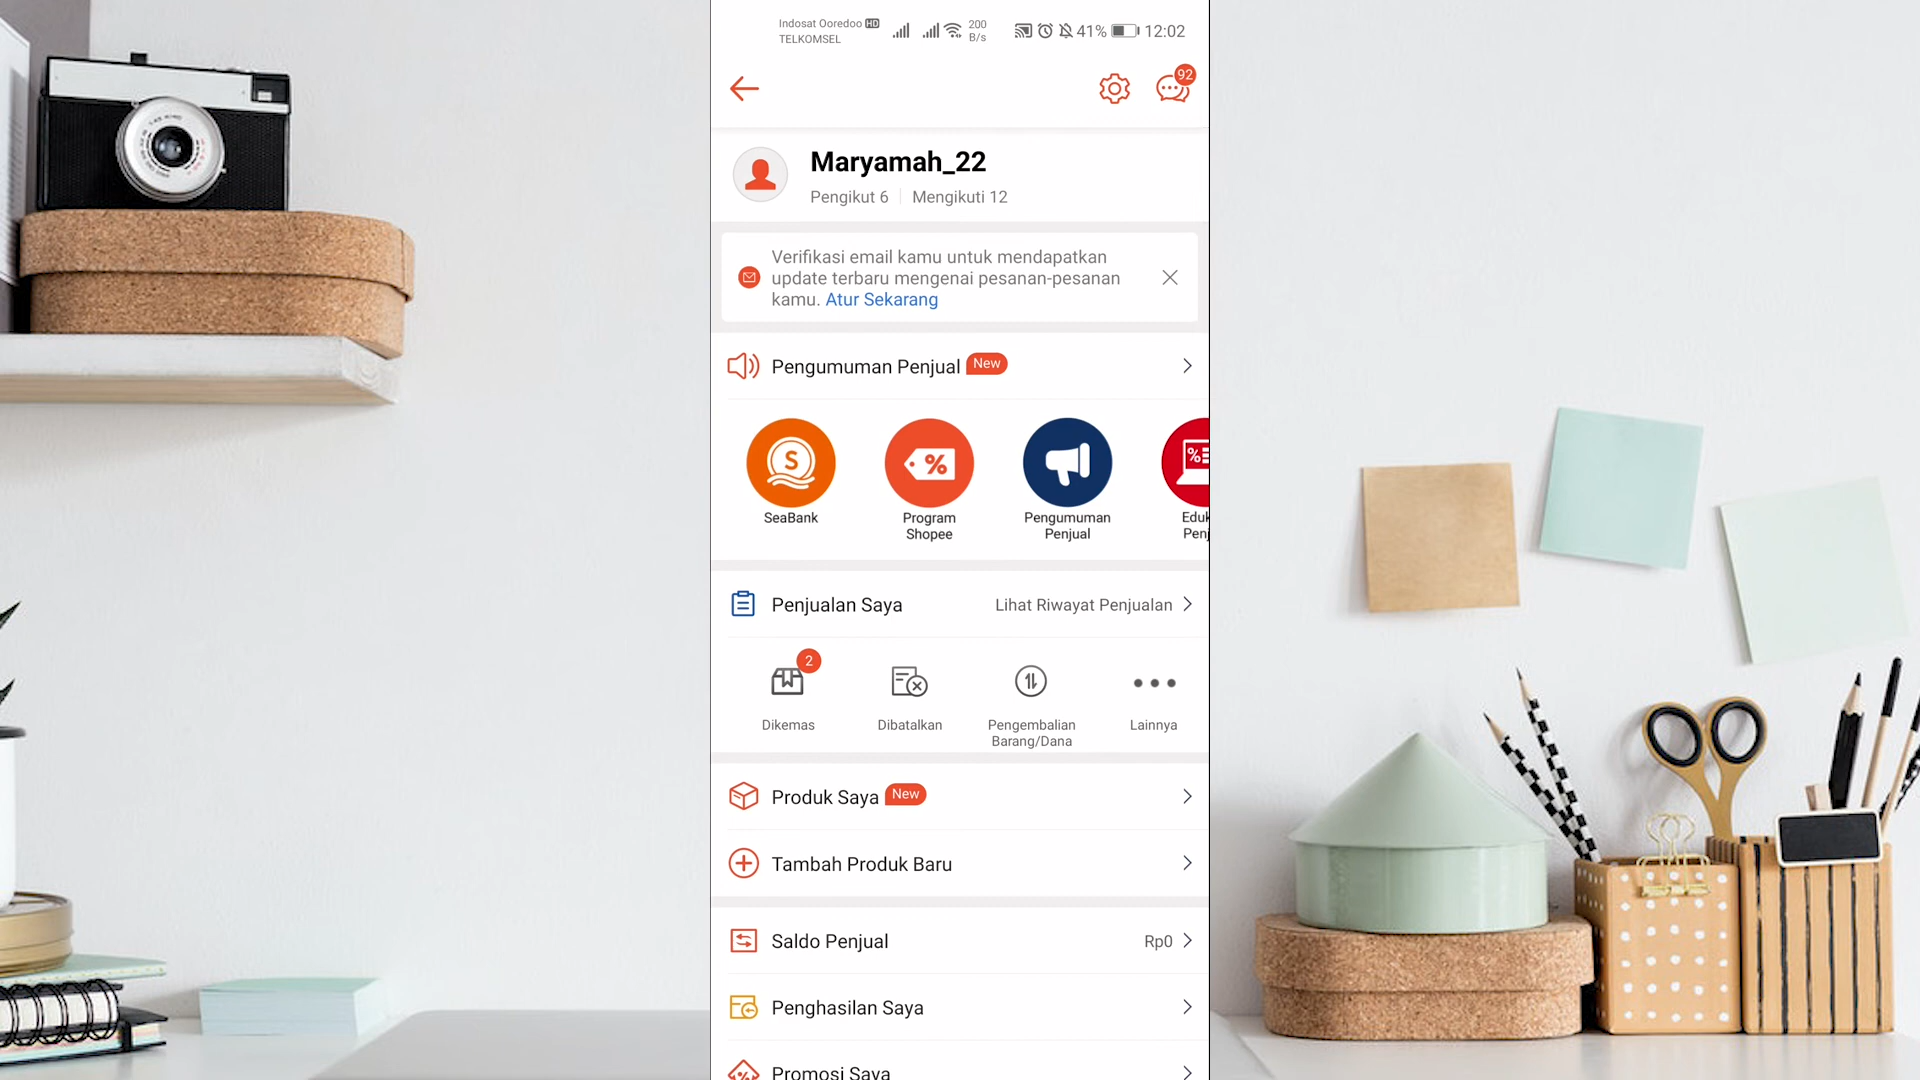 Indosat Ooredoo HD
TELKOMSEL
200
B/s
41%
12:02
92
Maryamah_22
Pengikut 6
Mengikuti 12
Verifikasi email kamu untuk mendapatkan
update terbaru mengenai pesanan-pesanan
kamu. Atur Sekarang
Pengumuman Penjual New
SeaBank
Program
Shopee
Pengumuman
Penjual
Penjualan Saya
Lihat Riwayat Penjualan
2
Dikemas
Dibatalkan
Pengembalian
Barang/Dana
Lainnya
Produk Saya New
Tambah Produk Baru
Saldo Penjual
Rp0
Penghasilan Saya
Promosi Saya